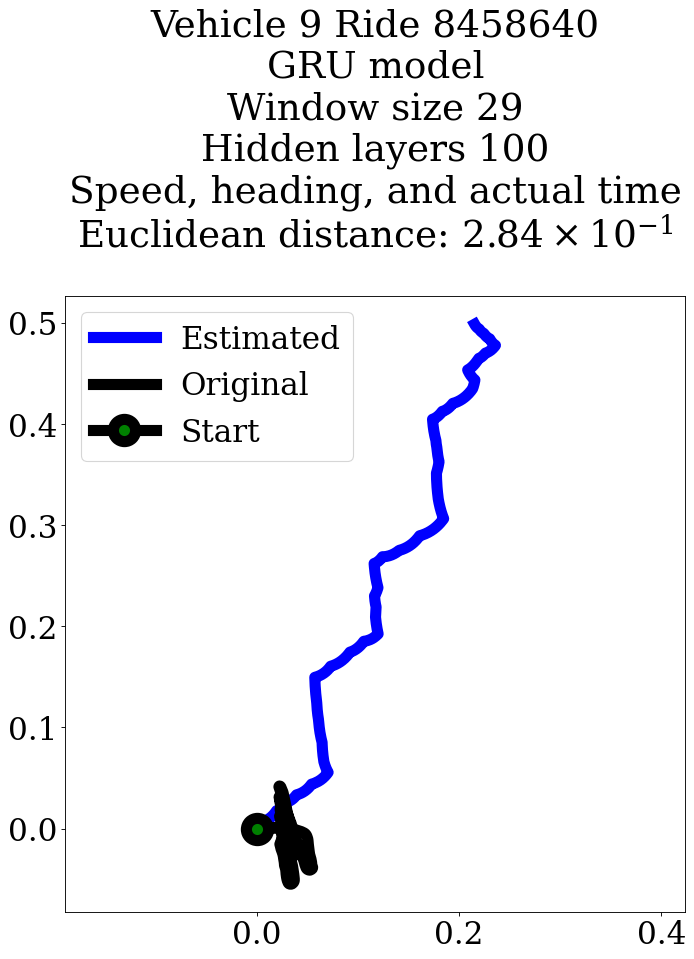 Vehicle 9 Ride 8458640
GRU model
Window size 29
Hidden layers 100
Speed, heading, and actual time
Euclidean distance: 2.84 × 10⁻¹
Estimated
Original
Start
0.5
0.4
0.3
0.2
0.1
0.0
0.0 0.2 0.4